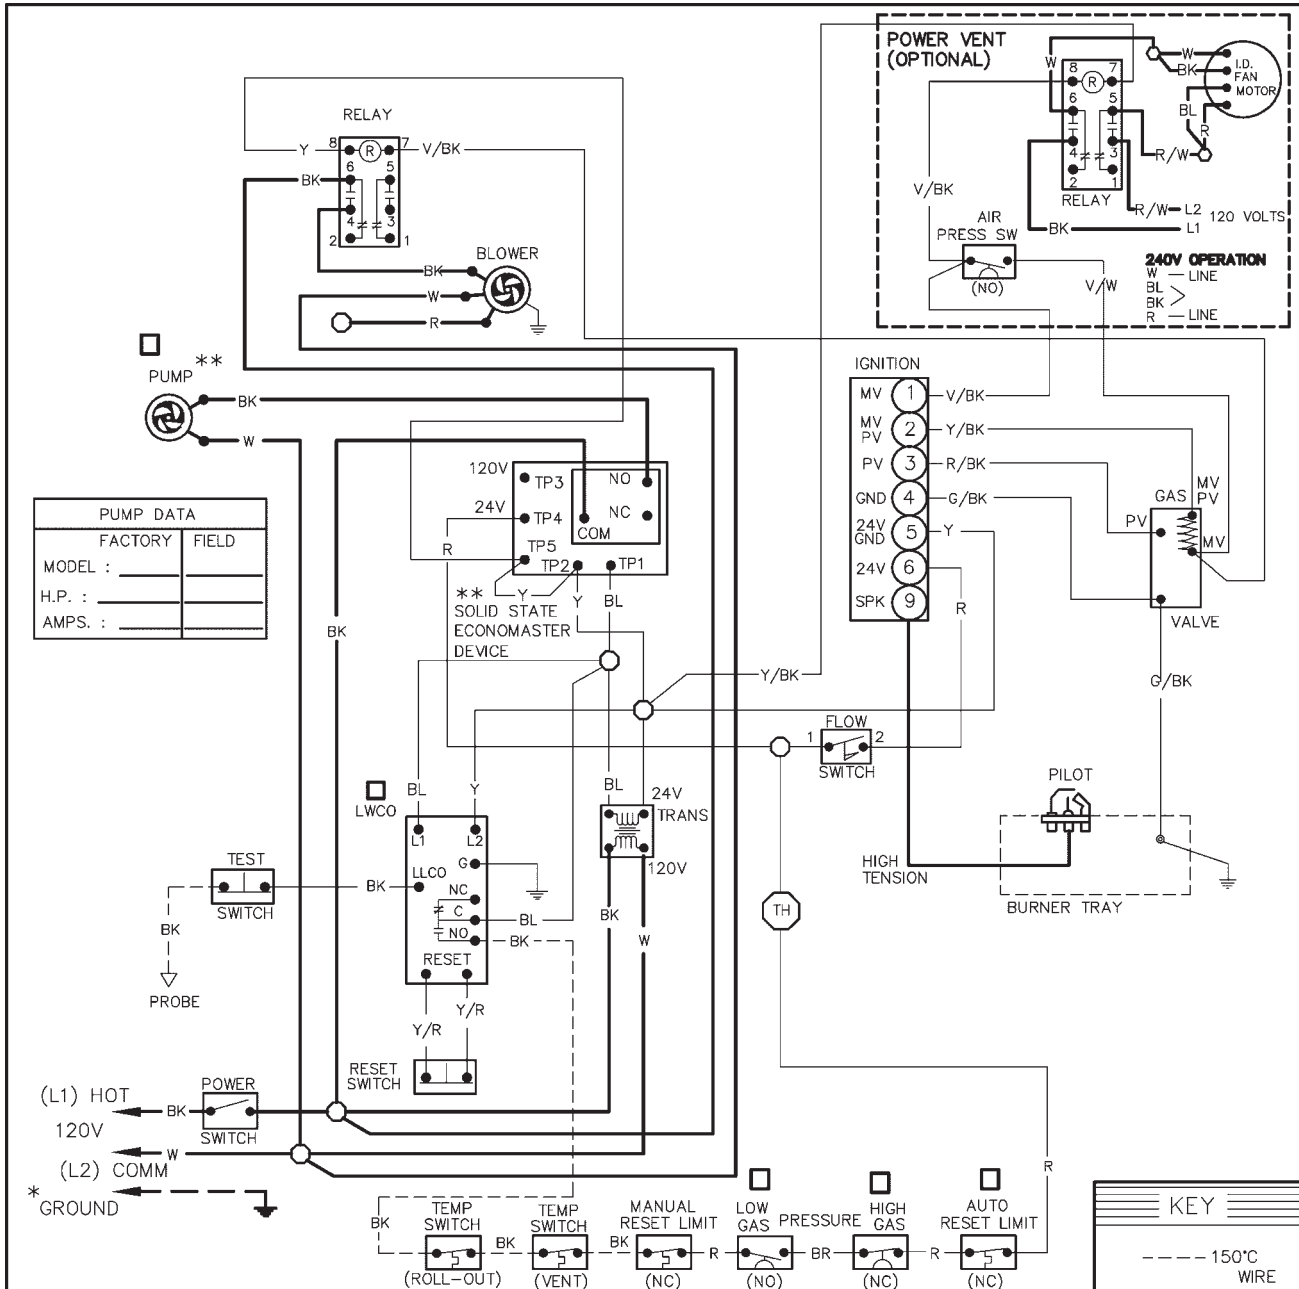 POWER VENT
(OPTIONAL)
W
BK
BL
R
I.D.
FAN
MOTOR
W
8 7
R
6 5
4 3
2 1
RELAY
R/W
R/W
L2
L1
120 VOLTS
BK
V/BK
AIR
PRESS SW
(NO)
V/W
240V OPERATION
W — LINE
BL
BK
R — LINE
RELAY
Y
8 7
R
V/BK
BK
6 5
4 3
2 1
BLOWER
BK
W
R
PUMP **
BK
W
PUMP DATA
FACTORY FIELD
MODEL :
H.P. :
AMPS. :
120V
TP3
NO
24V
TP4
NC
COM
R
TP5
TP2
TP1
Y
Y
BL
**
SOLID STATE
ECONOMASTER
DEVICE
BK
IGNITION
MV 1 V/BK
MV
PV 2 Y/BK
PV 3 R/BK
GND 4 G/BK
24V
GND 5 Y
24V 6
SPK 9
R
GAS
MV
PV
PV
MV
VALVE
G/BK
Y/BK
FLOW
1 2
SWITCH
BL
Y
BL
24V
TRANS
120V
LWCO
L1 L2
G
LLCO
NC
C
NO
RESET
BK
BL
BK
BK
W
TEST
SWITCH
BK
PROBE
Y/R
Y/R
RESET
SWITCH
TH
PILOT
HIGH
TENSION
BURNER TRAY
(L1) HOT
BK
POWER
SWITCH
120V
W
(L2) COMM
*
GROUND
R
BK
TEMP
SWITCH
(ROLL-OUT)
BK
TEMP
SWITCH
(VENT)
BK
MANUAL
RESET LIMIT
(NC)
R
LOW
GAS
(NO)
PRESSURE
BR
HIGH
GAS
(NC)
R
AUTO
RESET LIMIT
(NC)
KEY
150°C
WIRE